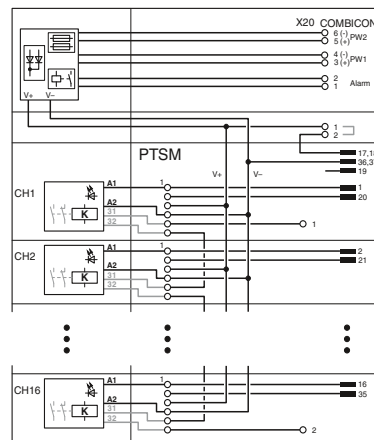 X20 COMBICON
6 (-)
5 (+) PW2
4 (-)
3 (+) PW1
2
1 Alarm
V+ V–
1
2
PTSM
17,18
36,37
19
V+ V–
CH1
A1 1
A2
31
32
K
1
20
1
CH2
A1 1
A2
31
32
K
2
21
CH16
A1 1
A2
31
32
K
16
35
2